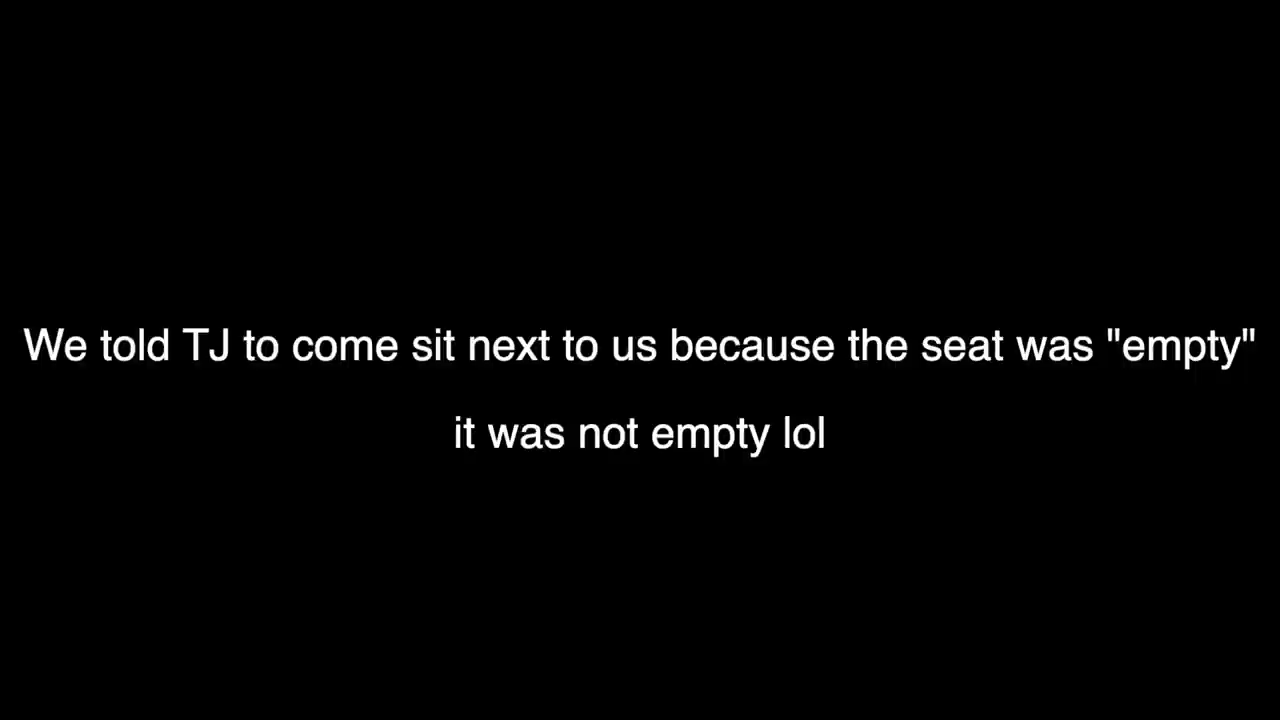 We told TJ to come sit next to us because the seat was "empty"
it was not empty lol